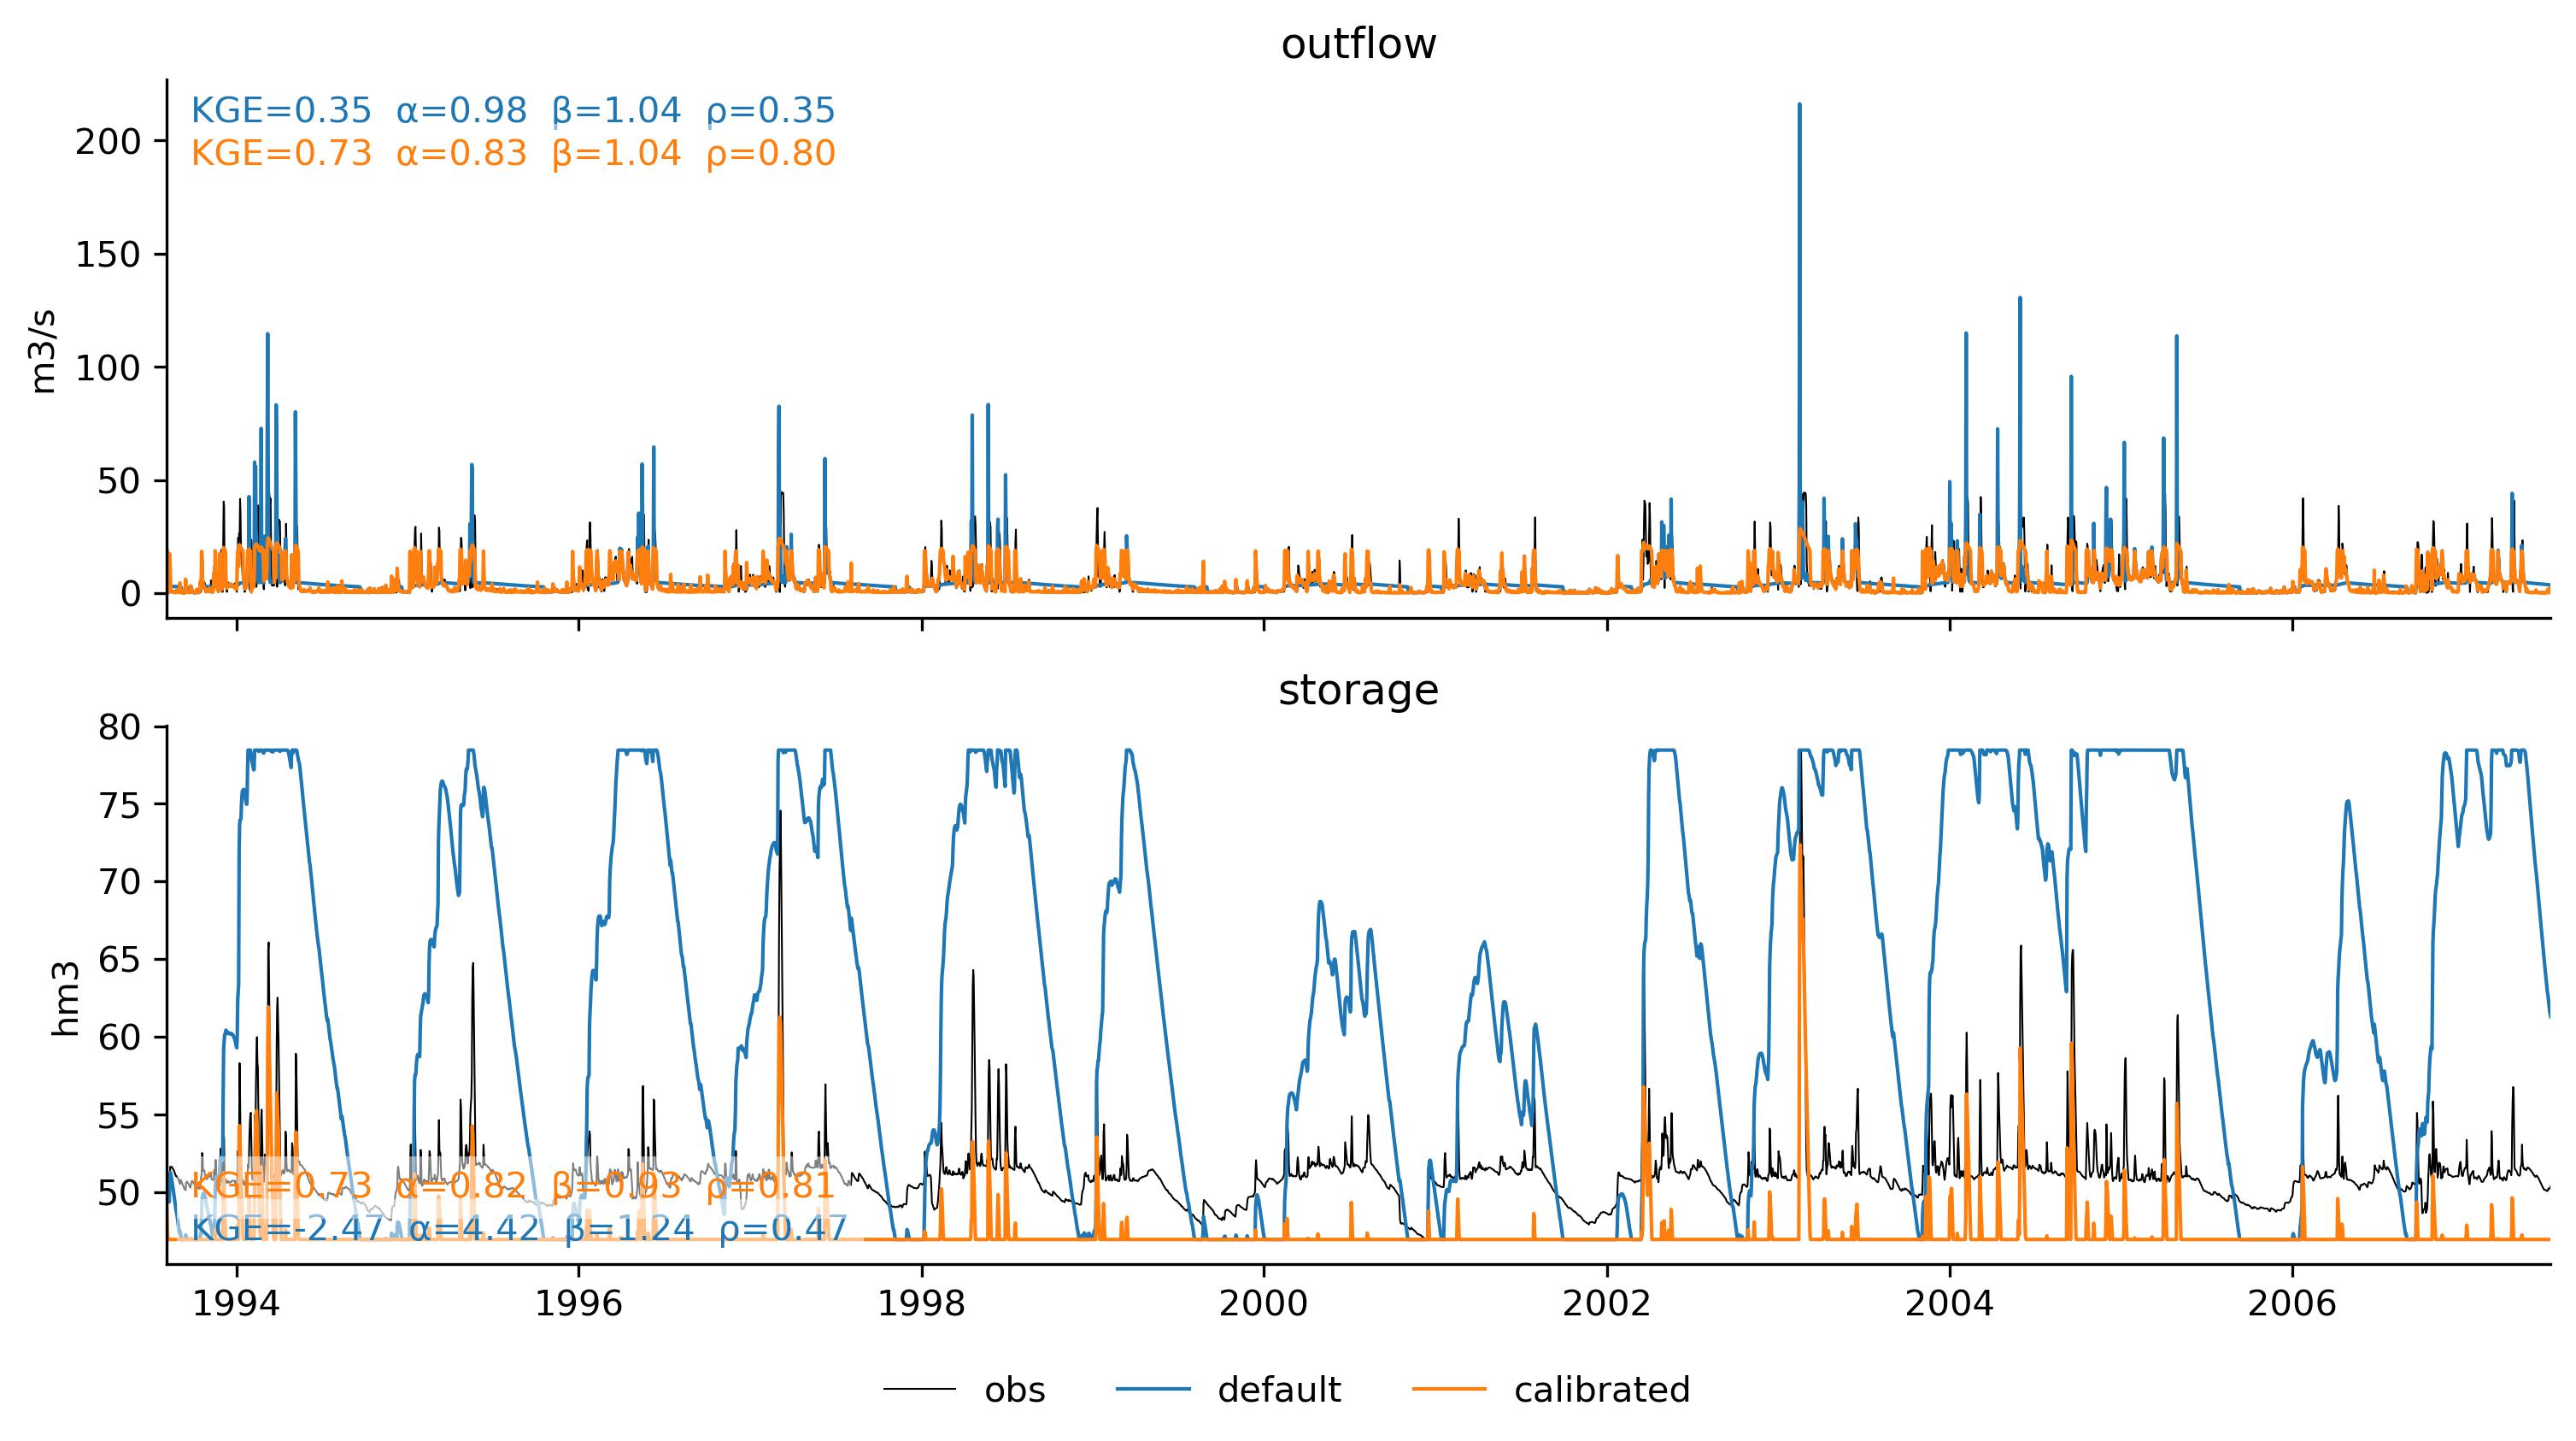 outflow
KGE=0.35 α=0.98 β=1.04 ρ=0.35
KGE=0.73 α=0.83 β=1.04 ρ=0.80
m3/s
200
150
100
50
0
storage
hm3
80
75
70
65
60
55
50
KGE=0.73 α=0.82 β=0.93 ρ=0.81
KGE=-2.47 α=4.42 β=1.24 ρ=0.47
1994 1996 1998 2000 2002 2004 2006
obs default calibrated